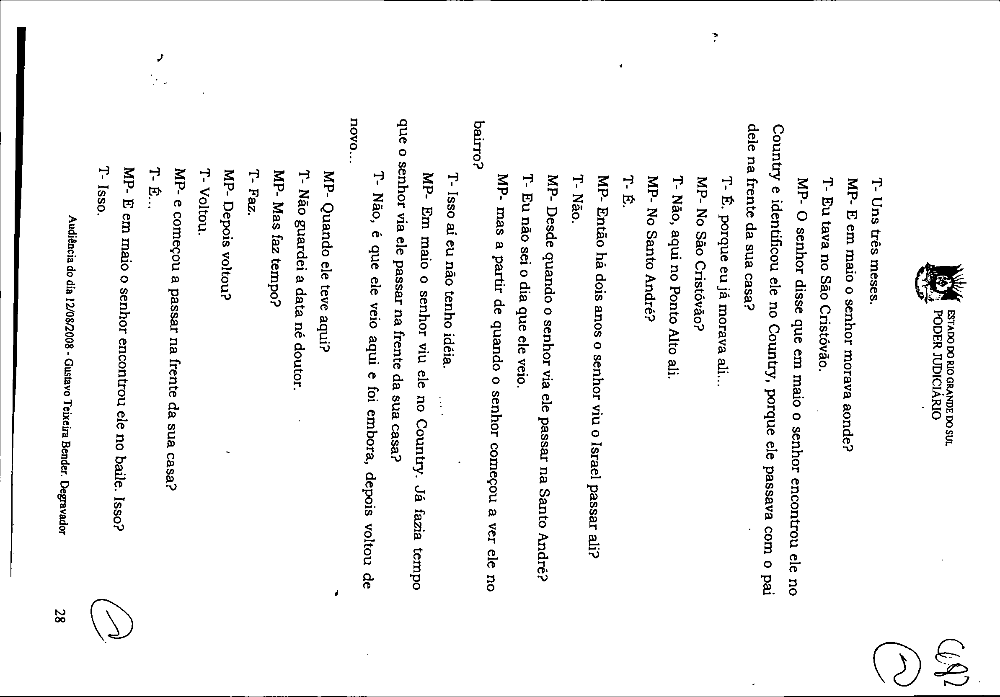 ESTADO DO RIO GRANDE DO SUL
PODER JUDICIÁRIO
T- Uns três meses.
MP- E em maio o senhor morava aonde?
T- Eu tava no São Cristóvão.
MP- O senhor disse que em maio o senhor encontrou ele no
Country e identificou ele no Country, porque ele passava com o pai
dele na frente da sua casa?
T- É. porque eu já morava ali...
MP- No São Cristóvão?
T- Não, aqui no Ponto Alto ali.
MP- No Santo André?
T- É.
MP- Então há dois anos o senhor viu o Israel passar ali?
T- Não.
MP- Desde quando o senhor via ele passar na Santo André?
T- Eu não sei o dia que ele veio.
MP- mas a partir de quando o senhor começou a ver ele no
bairro?
T- Isso aí eu não tenho idéia.
MP- Em maio o senhor viu ele no Country. Já fazia tempo
que o senhor via ele passar na frente da sua casa?
T- Não, é que ele veio aqui e foi embora, depois voltou de
novo...
MP- Quando ele teve aqui?
T- Não guardei a data né doutor.
MP- Mas faz tempo?
T- Faz.
MP- Depois voltou?
T- Voltou.
MP- e começou a passar na frente da sua casa?
T- É...
MP- E em maio o senhor encontrou ele no baile. Isso?
T- Isso.
Audiência do dia 12/08/2008 - Gustavo Teixeira Bender. Degravador
28